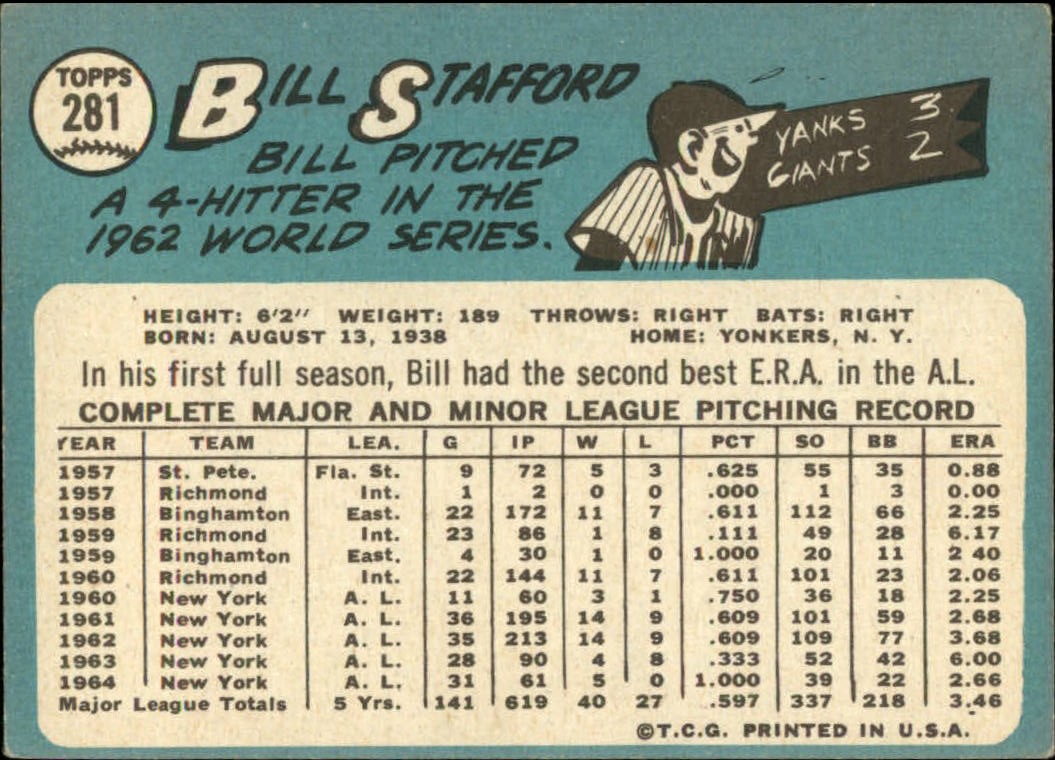 TOPPS
281
BILL STAFFORD
BILL PITCHED
A 4-HITTER IN THE
1962 WORLD SERIES.
YANKS 3
GIANTS 2
HEIGHT: 6'2" WEIGHT: 189 THROWS: RIGHT BATS: RIGHT
BORN: AUGUST 13, 1938 HOME: YONKERS, N. Y.
In his first full season, Bill had the second best E.R.A. in the A.L.
COMPLETE MAJOR AND MINOR LEAGUE PITCHING RECORD
YEAR TEAM LEA. G IP W L PCT SO BB ERA
1957 St. Pete. Fla. St. 9 72 5 3 .625 55 35 0.88
1957 Richmond Int. 1 2 0 0 .000 1 3 0.00
1958 Binghamton East. 22 172 11 7 .611 112 66 2.25
1959 Richmond Int. 23 86 1 8 .111 49 28 6.17
1959 Binghamton East. 4 30 1 0 1.000 20 11 2 40
1960 Richmond Int. 22 144 11 7 .611 101 23 2.06
1960 New York A. L. 11 60 3 1 .750 36 18 2.25
1961 New York A. L. 36 195 14 9 .609 101 59 2.68
1962 New York A. L. 35 213 14 9 .609 109 77 3.68
1963 New York A. L. 28 90 4 8 .333 52 42 6.00
1964 New York A. L. 31 61 5 0 1.000 39 22 2.66
Major League Totals 5 Yrs. 141 619 40 27 .597 337 218 3.46
©T.C.G. PRINTED IN U.S.A.